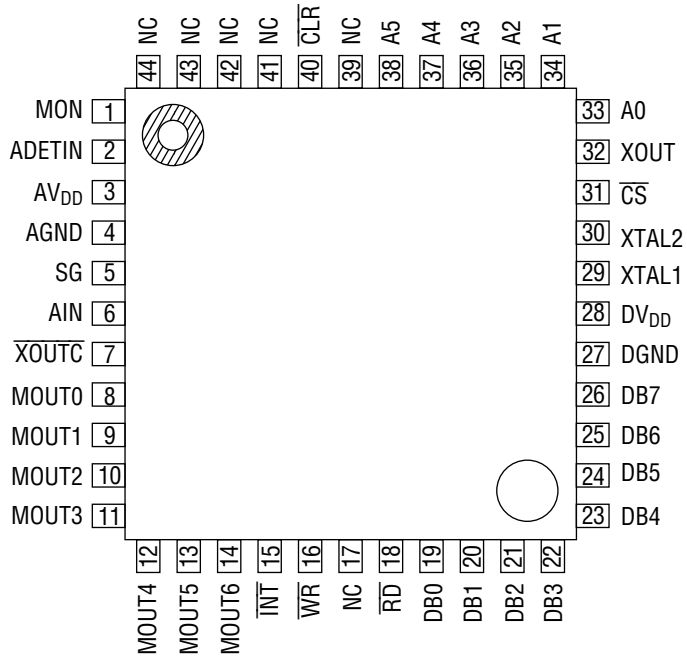 44 NC
43 NC
42 NC
41 NC
40 CLR
39 NC
38 A5
37 A4
36 A3
35 A2
34 A1
MON 1
ADETIN 2
AVDD 3
AGND 4
SG 5
AIN 6
XOUTC 7
MOUT0 8
MOUT1 9
MOUT2 10
MOUT3 11
33 A0
32 XOUT
31 CS
30 XTAL2
29 XTAL1
28 DVDD
27 DGND
26 DB7
25 DB6
24 DB5
23 DB4
MOUT4 12
MOUT5 13
MOUT6 14
INT 15
WR 16
NC 17
RD 18
DB0 19
DB1 20
DB2 21
DB3 22